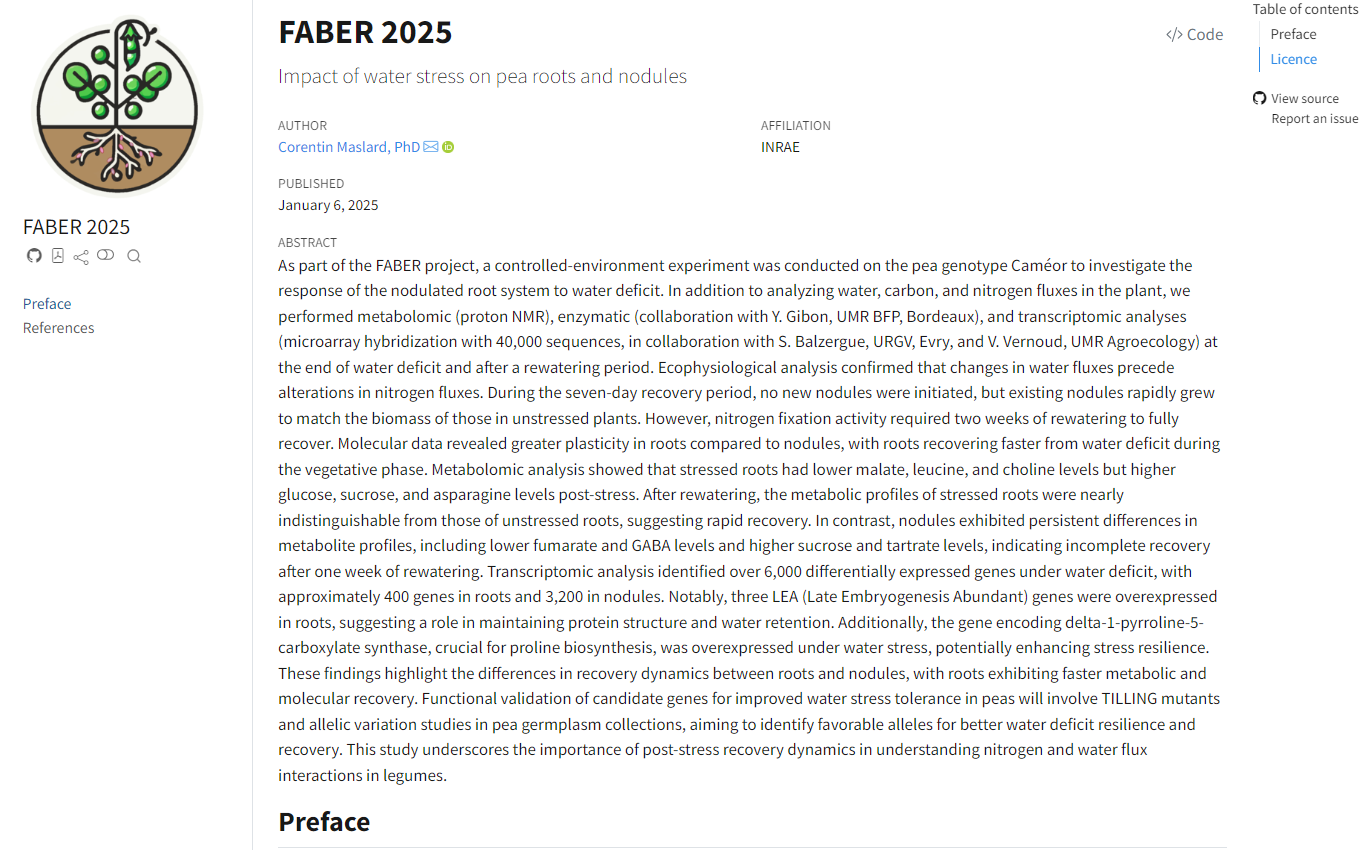 FABER 2025
Preface
References
FABER 2025
</> Code
Impact of water stress on pea roots and nodules
AUTHOR
AFFILIATION
Corentin Maslard, PhD
iD
INRAE
PUBLISHED
January 6, 2025
ABSTRACT
As part of the FABER project, a controlled-environment experiment was conducted on the pea genotype Caméor to investigate the
response of the nodulated root system to water deficit. In addition to analyzing water, carbon, and nitrogen fluxes in the plant, we
performed metabolomic (proton NMR), enzymatic (collaboration with Y. Gibon, UMR BFP, Bordeaux), and transcriptomic analyses
(microarray hybridization with 40,000 sequences, in collaboration with S. Balzergue, URGV, Evry, and V. Vernoud, UMR Agroecology) at
the end of water deficit and after a rewatering period. Ecophysiological analysis confirmed that changes in water fluxes precede
alterations in nitrogen fluxes. During the seven-day recovery period, no new nodules were initiated, but existing nodules rapidly grew
to match the biomass of those in unstressed plants. However, nitrogen fixation activity required two weeks of rewatering to fully
recover. Molecular data revealed greater plasticity in roots compared to nodules, with roots recovering faster from water deficit during
the vegetative phase. Metabolomic analysis showed that stressed roots had lower malate, leucine, and choline levels but higher
glucose, sucrose, and asparagine levels post-stress. After rewatering, the metabolic profiles of stressed roots were nearly
indistinguishable from those of unstressed roots, suggesting rapid recovery. In contrast, nodules exhibited persistent differences in
metabolite profiles, including lower fumarate and GABA levels and higher sucrose and tartrate levels, indicating incomplete recovery
after one week of rewatering. Transcriptomic analysis identified over 6,000 differentially expressed genes under water deficit, with
approximately 400 genes in roots and 3,200 in nodules. Notably, three LEA (Late Embryogenesis Abundant) genes were overexpressed
in roots, suggesting a role in maintaining protein structure and water retention. Additionally, the gene encoding delta-1-pyrroline-5-
carboxylate synthase, crucial for proline biosynthesis, was overexpressed under water stress, potentially enhancing stress resilience.
These findings highlight the differences in recovery dynamics between roots and nodules, with roots exhibiting faster metabolic and
molecular recovery. Functional validation of candidate genes for improved water stress tolerance in peas will involve TILLING mutants
and allelic variation studies in pea germplasm collections, aiming to identify favorable alleles for better water deficit resilience and
recovery. This study underscores the importance of post-stress recovery dynamics in understanding nitrogen and water flux
interactions in legumes.
Preface
Table of contents
Preface
Licence
View source
Report an issue